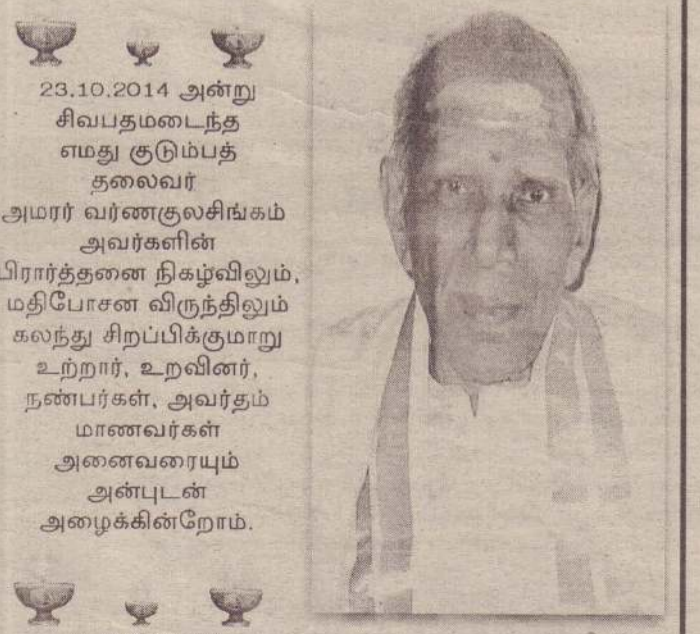 23.10.2014 அன்று
சிவபதமடைந்த
எமது குடும்பத்
தலைவர்
அமரர் வர்ணகுலசிங்கம்
அவர்களின்
பிரார்த்தனை நிகழ்விலும்,
மதிபோசன விருந்திலும்
கலந்து சிறப்பிக்குமாறு
உற்றார், உறவினர்,
நண்பர்கள், அவர்தம்
மாணவர்கள்
அனைவரையும்
அன்புடன்
அழைக்கின்றோம்.